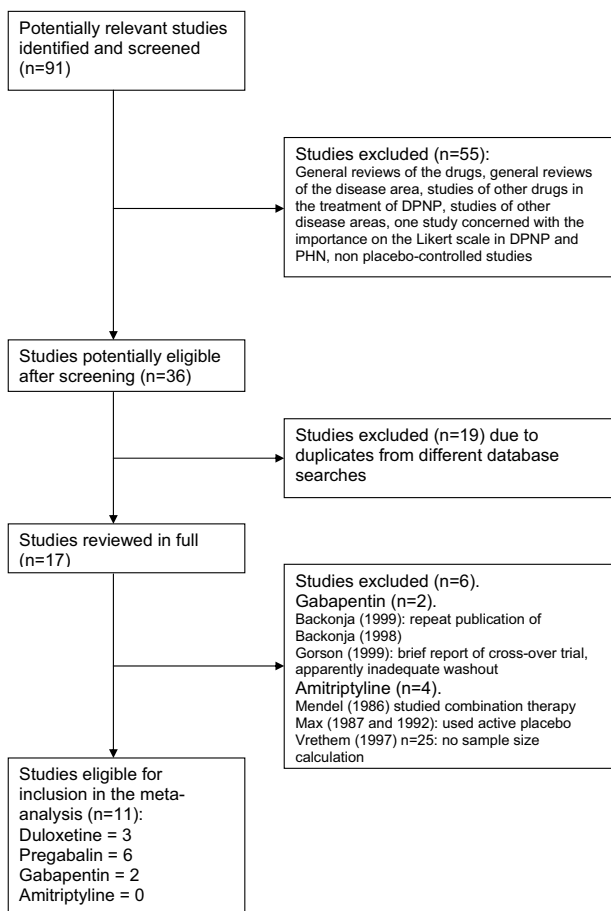 Potentially relevant studies
identified and screened
(n=91)
Studies excluded (n=55):
General reviews of the drugs, general reviews
of the disease area, studies of other drugs in
the treatment of DPNP, studies of other
disease areas, one study concerned with the
importance on the Likert scale in DPNP and
PHN, non placebo-controlled studies
Studies potentially eligible
after screening (n=36)
Studies excluded (n=19) due to
duplicates from different database
searches
Studies reviewed in full
(n=17)
Studies excluded (n=6).
Gabapentin (n=2).
Backonja (1999): repeat publication of
Backonja (1998)
Gorson (1999): brief report of cross-over trial,
apparently inadequate washout
Amitriptyline (n=4).
Mendel (1986) studied combination therapy
Max (1987 and 1992): used active placebo
Vrethem (1997) n=25: no sample size
calculation
Studies eligible for
inclusion in the meta-
analysis (n=11):
Duloxetine = 3
Pregabalin = 6
Gabapentin = 2
Amitriptyline = 0